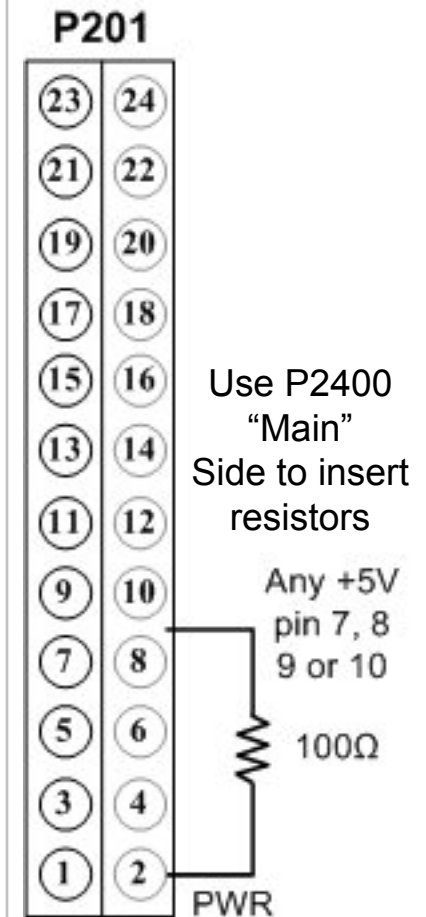 P201
23 24
21 22
19 20
17 18
15 16
13 14
11 12
9 10
7 8
5 6
3 4
1 2
Use P2400
“Main”
Side to insert
resistors
Any +5V
pin 7, 8
9 or 10
100Ω
PWR